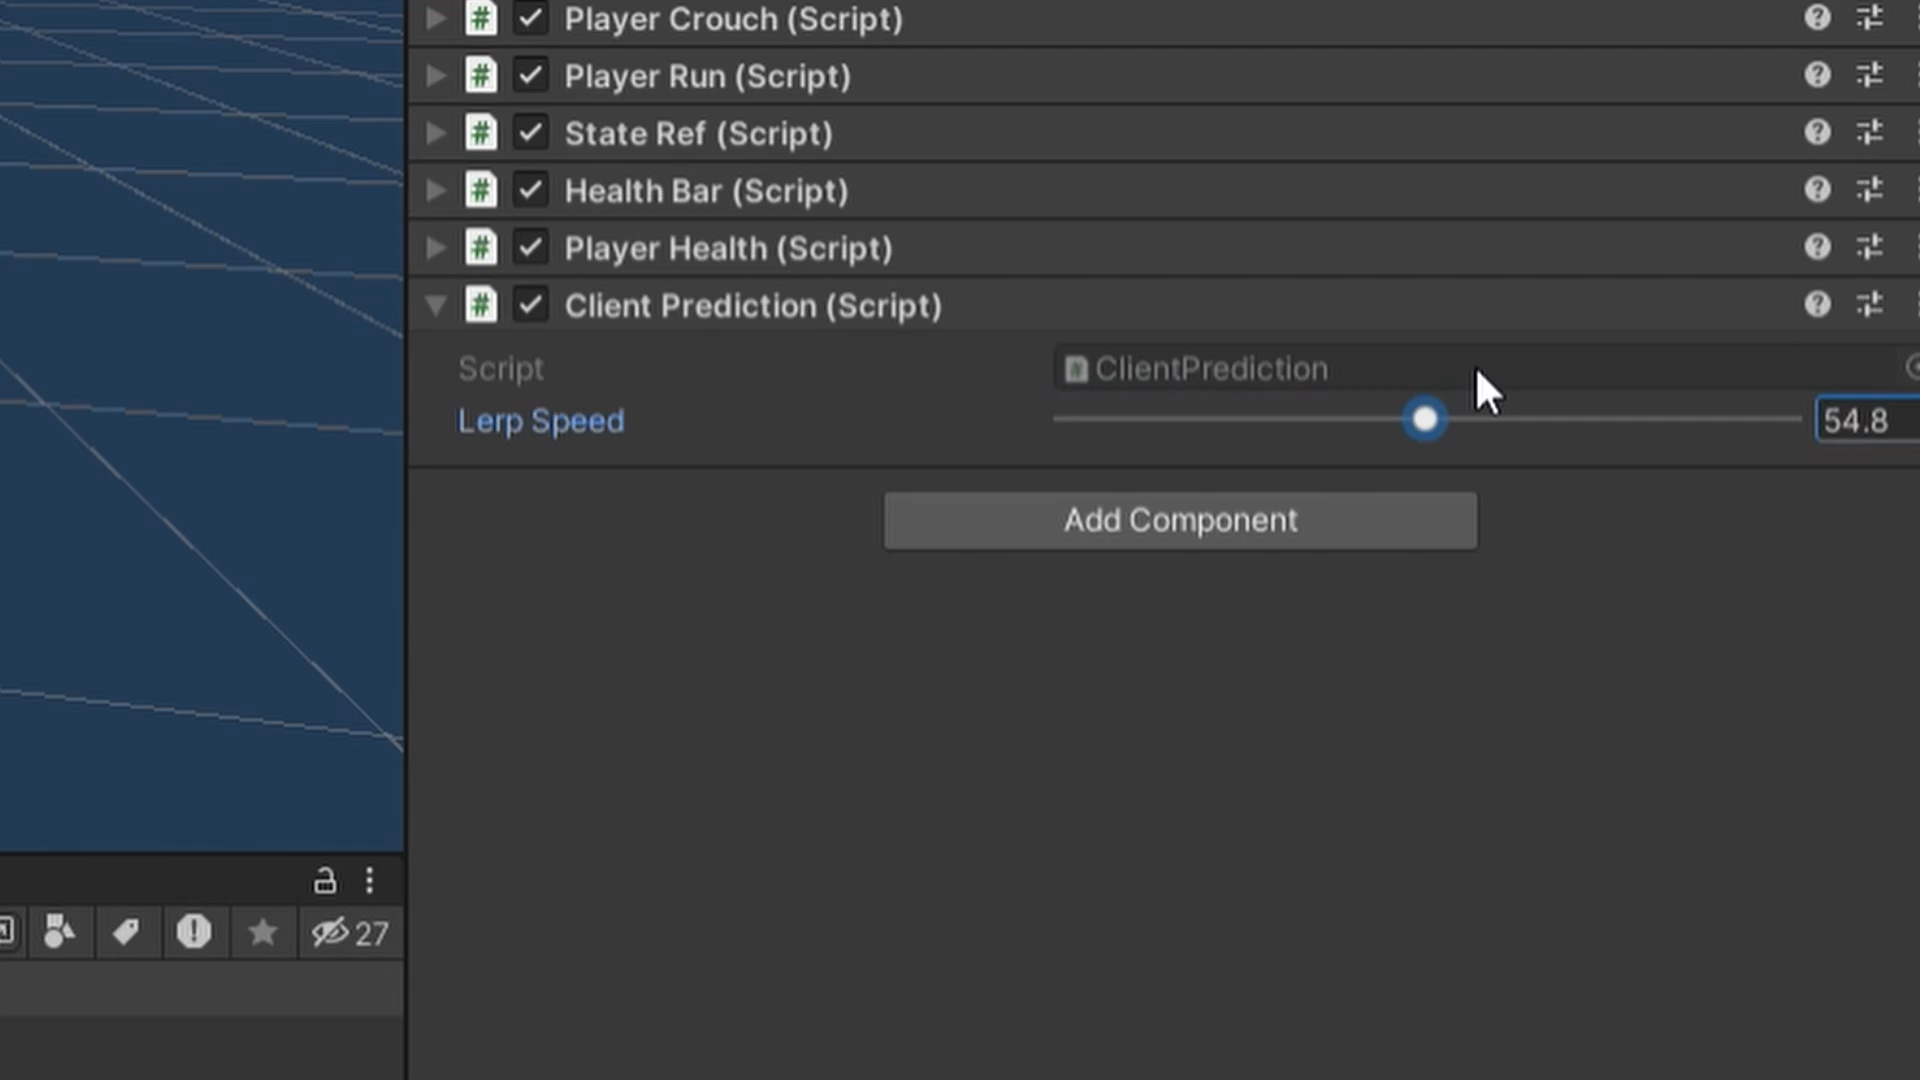 Player Crouch (Script)
Player Run (Script)
State Ref (Script)
Health Bar (Script)
Player Health (Script)
Client Prediction (Script)
Script ClientPrediction
Lerp Speed 54.8
Add Component
27